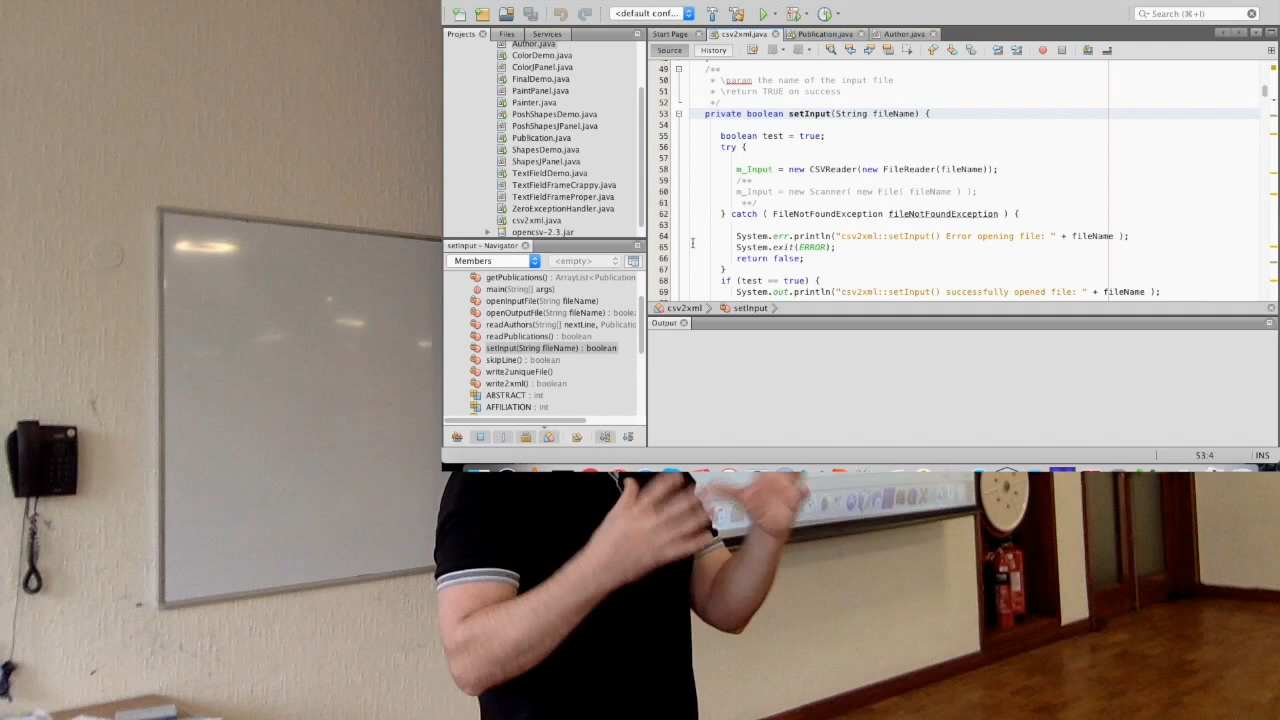 <default conf...
Search (⌘+I)
Projects
Files
Services
Start Page
csv2xml.java
Publication.java
Author.java
Source
History
Author.java
ColorDemo.java
ColorJPanel.java
FinalDemo.java
PaintPanel.java
Painter.java
PoshShapesDemo.java
PoshShapesJPanel.java
Publication.java
ShapesDemo.java
ShapesJPanel.java
TextFieldDemo.java
TextFieldFrameCrappy.java
TextFieldFrameProper.java
ZeroExceptionHandler.java
csv2xml.java
opencsv-2.3.jar
setInput - Navigator
Members
<empty>
getPublications() : ArrayList<Publication
main(String[] args)
openInputFile(String fileName)
openOutputFile(String fileName) : boolean
readAuthors(String[] nextLine, Publicatio
readPublications() : boolean
setInput(String fileName) : boolean
skipLine() : boolean
write2uniqueFile()
write2xml() : boolean
ABSTRACT : int
AFFILIATION : int
49 /**
50 * \param the name of the input file
51 * \return TRUE on success
52 */
53 private boolean setInput(String fileName) {
54
55 boolean test = true;
56 try {
57
58 m_Input = new CSVReader(new FileReader(fileName));
59 /**
60 m_Input = new Scanner( new File( fileName ) );
61 **/
62 } catch ( FileNotFoundException fileNotFoundException ) {
63
64 System.err.println("csv2xml::setInput() Error opening file: " + fileName );
65 System.exit(ERROR);
66 return false;
67 }
68 if (test == true) {
69 System.out.println("csv2xml::setInput() successfully opened file: " + fileName );
csv2xml
setInput
Output
53:4
INS